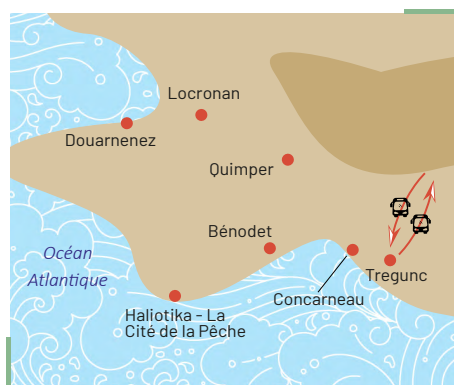 Locronan
Douarnenez
Quimper
Bénodet
Océan
Atlantique
Tregunc
Concarneau
Haliotika - La
Cité de la Pêche